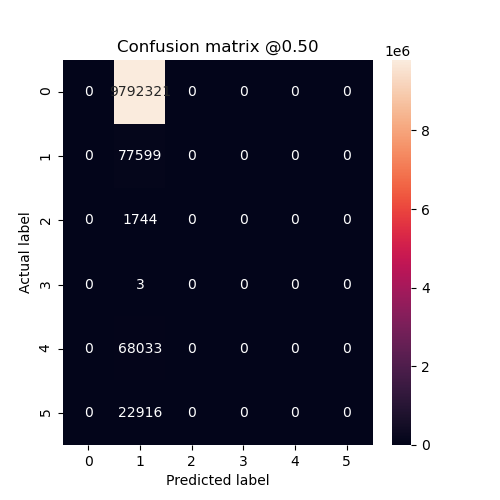 Confusion matrix @0.50
1e6
0 0 9792321 0 0 0 0
1 0 77599 0 0 0 0
2 0 1744 0 0 0 0
3 0 3 0 0 0 0
4 0 68033 0 0 0 0
5 0 22916 0 0 0 0
0 1 2 3 4 5
Actual label
Predicted label
8
6
4
2
0